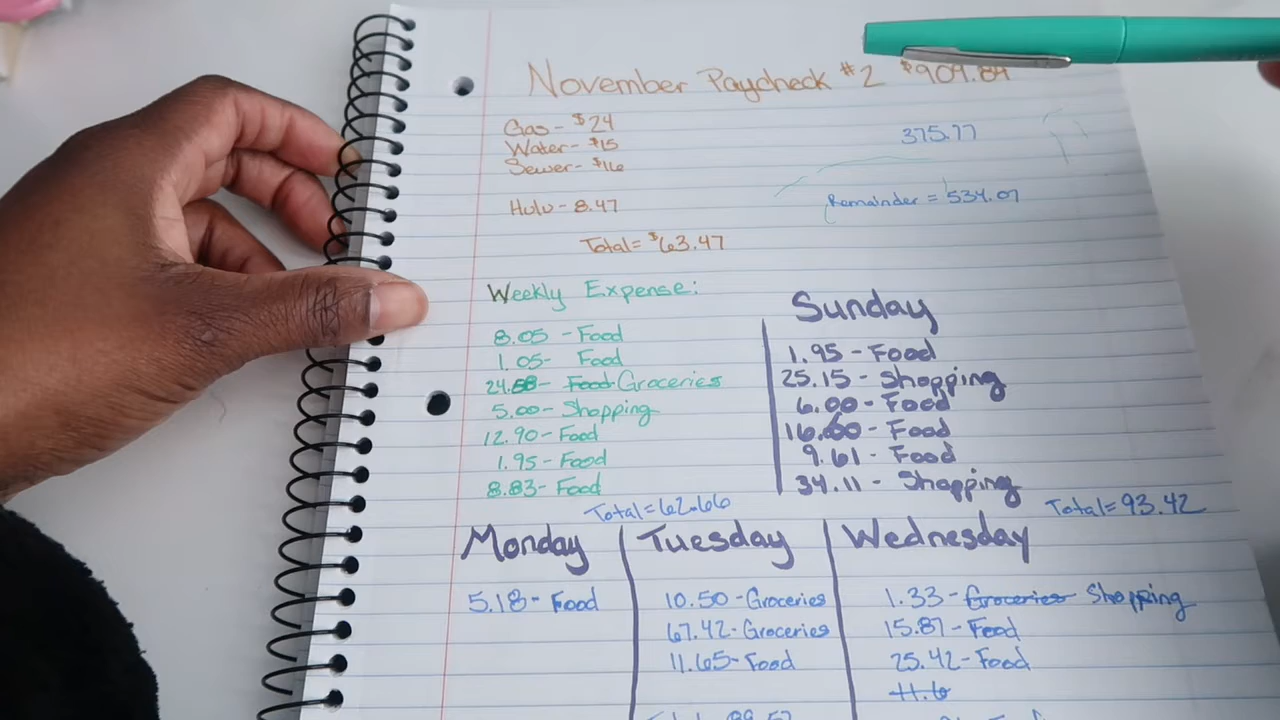 November Paycheck #2 $909.84
Gas - $24
375.77
Water - $15
Sewer - $16
Remainder = 534.07
Hulu - 8.47
Total = $63.47
Weekly Expense:
8.05 - Food
1.05 - Food
24.58 - Food Groceries
5.00 - Shopping
12.90 - Food
1.95 - Food
8.83 - Food
Total = 62.66
Sunday
1.95 - Food
25.15 - Shopping
6.00 - Food
16.60 - Food
9.61 - Food
34.11 - Shopping
Total = 93.42
Monday
5.18 - Food
Tuesday
10.50 - Groceries
67.42 - Groceries
11.65 - Food
Wednesday
1.33 - Groceries Shopping
15.87 - Food
25.42 - Food
11.6